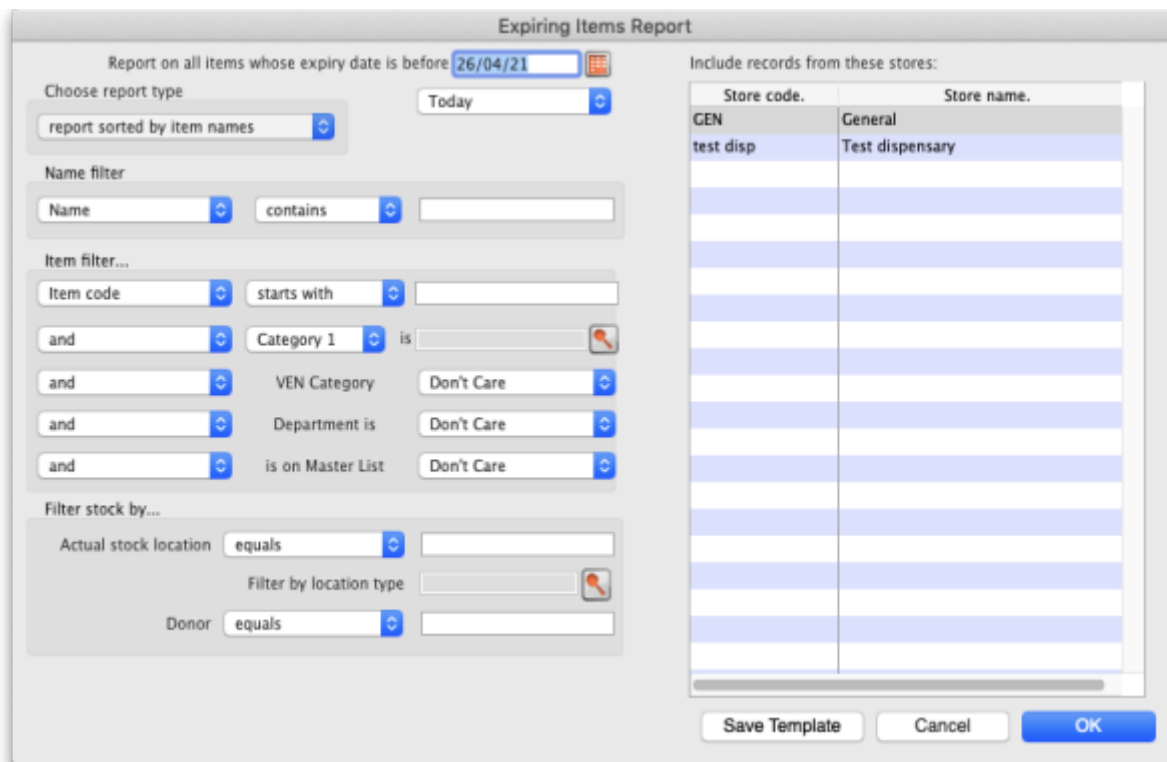 Expiring Items Report
Report on all items whose expiry date is before 26/04/21
Choose report type
Today
report sorted by item names
Name filter
Name contains
Item filter...
Item code starts with
and Category 1 is
and VEN Category Don't Care
and Department is Don't Care
and is on Master List Don't Care
Filter stock by...
Actual stock location equals
Filter by location type
Donor equals
Include records from these stores:
Store code. Store name.
GEN General
test disp Test dispensary
Save Template Cancel OK